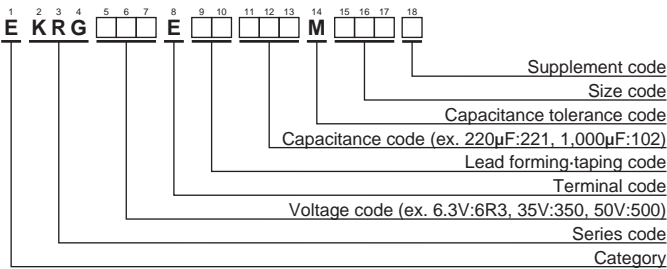 1 2 3 4 5 6 7 8 9 10 11 12 13 14 15 16 17 18
E K R G □ □ □ E □ □ □ □ □ M □ □ □ □
Supplement code
Size code
Capacitance tolerance code
Capacitance code (ex. 220µF:221, 1,000µF:102)
Lead forming·taping code
Terminal code
Voltage code (ex. 6.3V:6R3, 35V:350, 50V:500)
Series code
Category